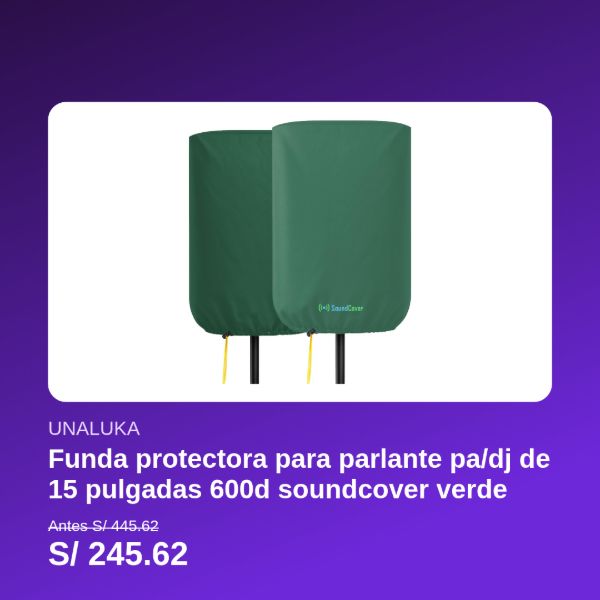 SoundCover
UNALUKA
Funda protectora para parlante pa/dj de
15 pulgadas 600d soundcover verde
Antes S/ 445.62
S/ 245.62